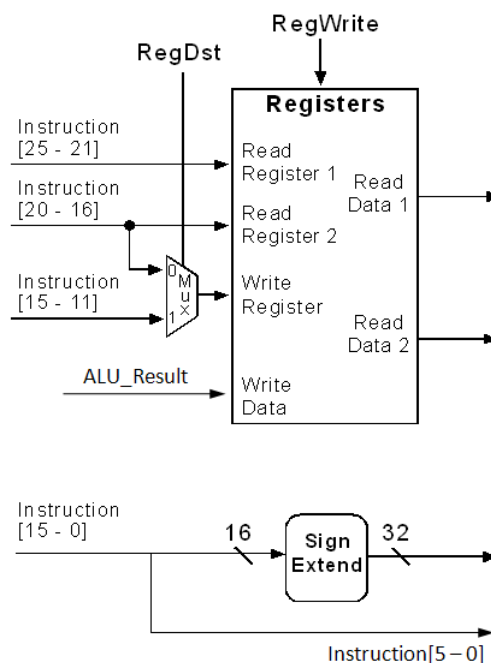 RegWrite
RegDst
Registers
Instruction
[25 - 21]
Read
Register 1
Read
Data 1
Instruction
[20 - 16]
Read
Register 2
0
M
u
x
1
Instruction
[15 - 11]
Write
Register
Read
Data 2
ALU_Result
Write
Data
Instruction
[15 - 0]
16
Sign
Extend
32
Instruction[5 – 0]